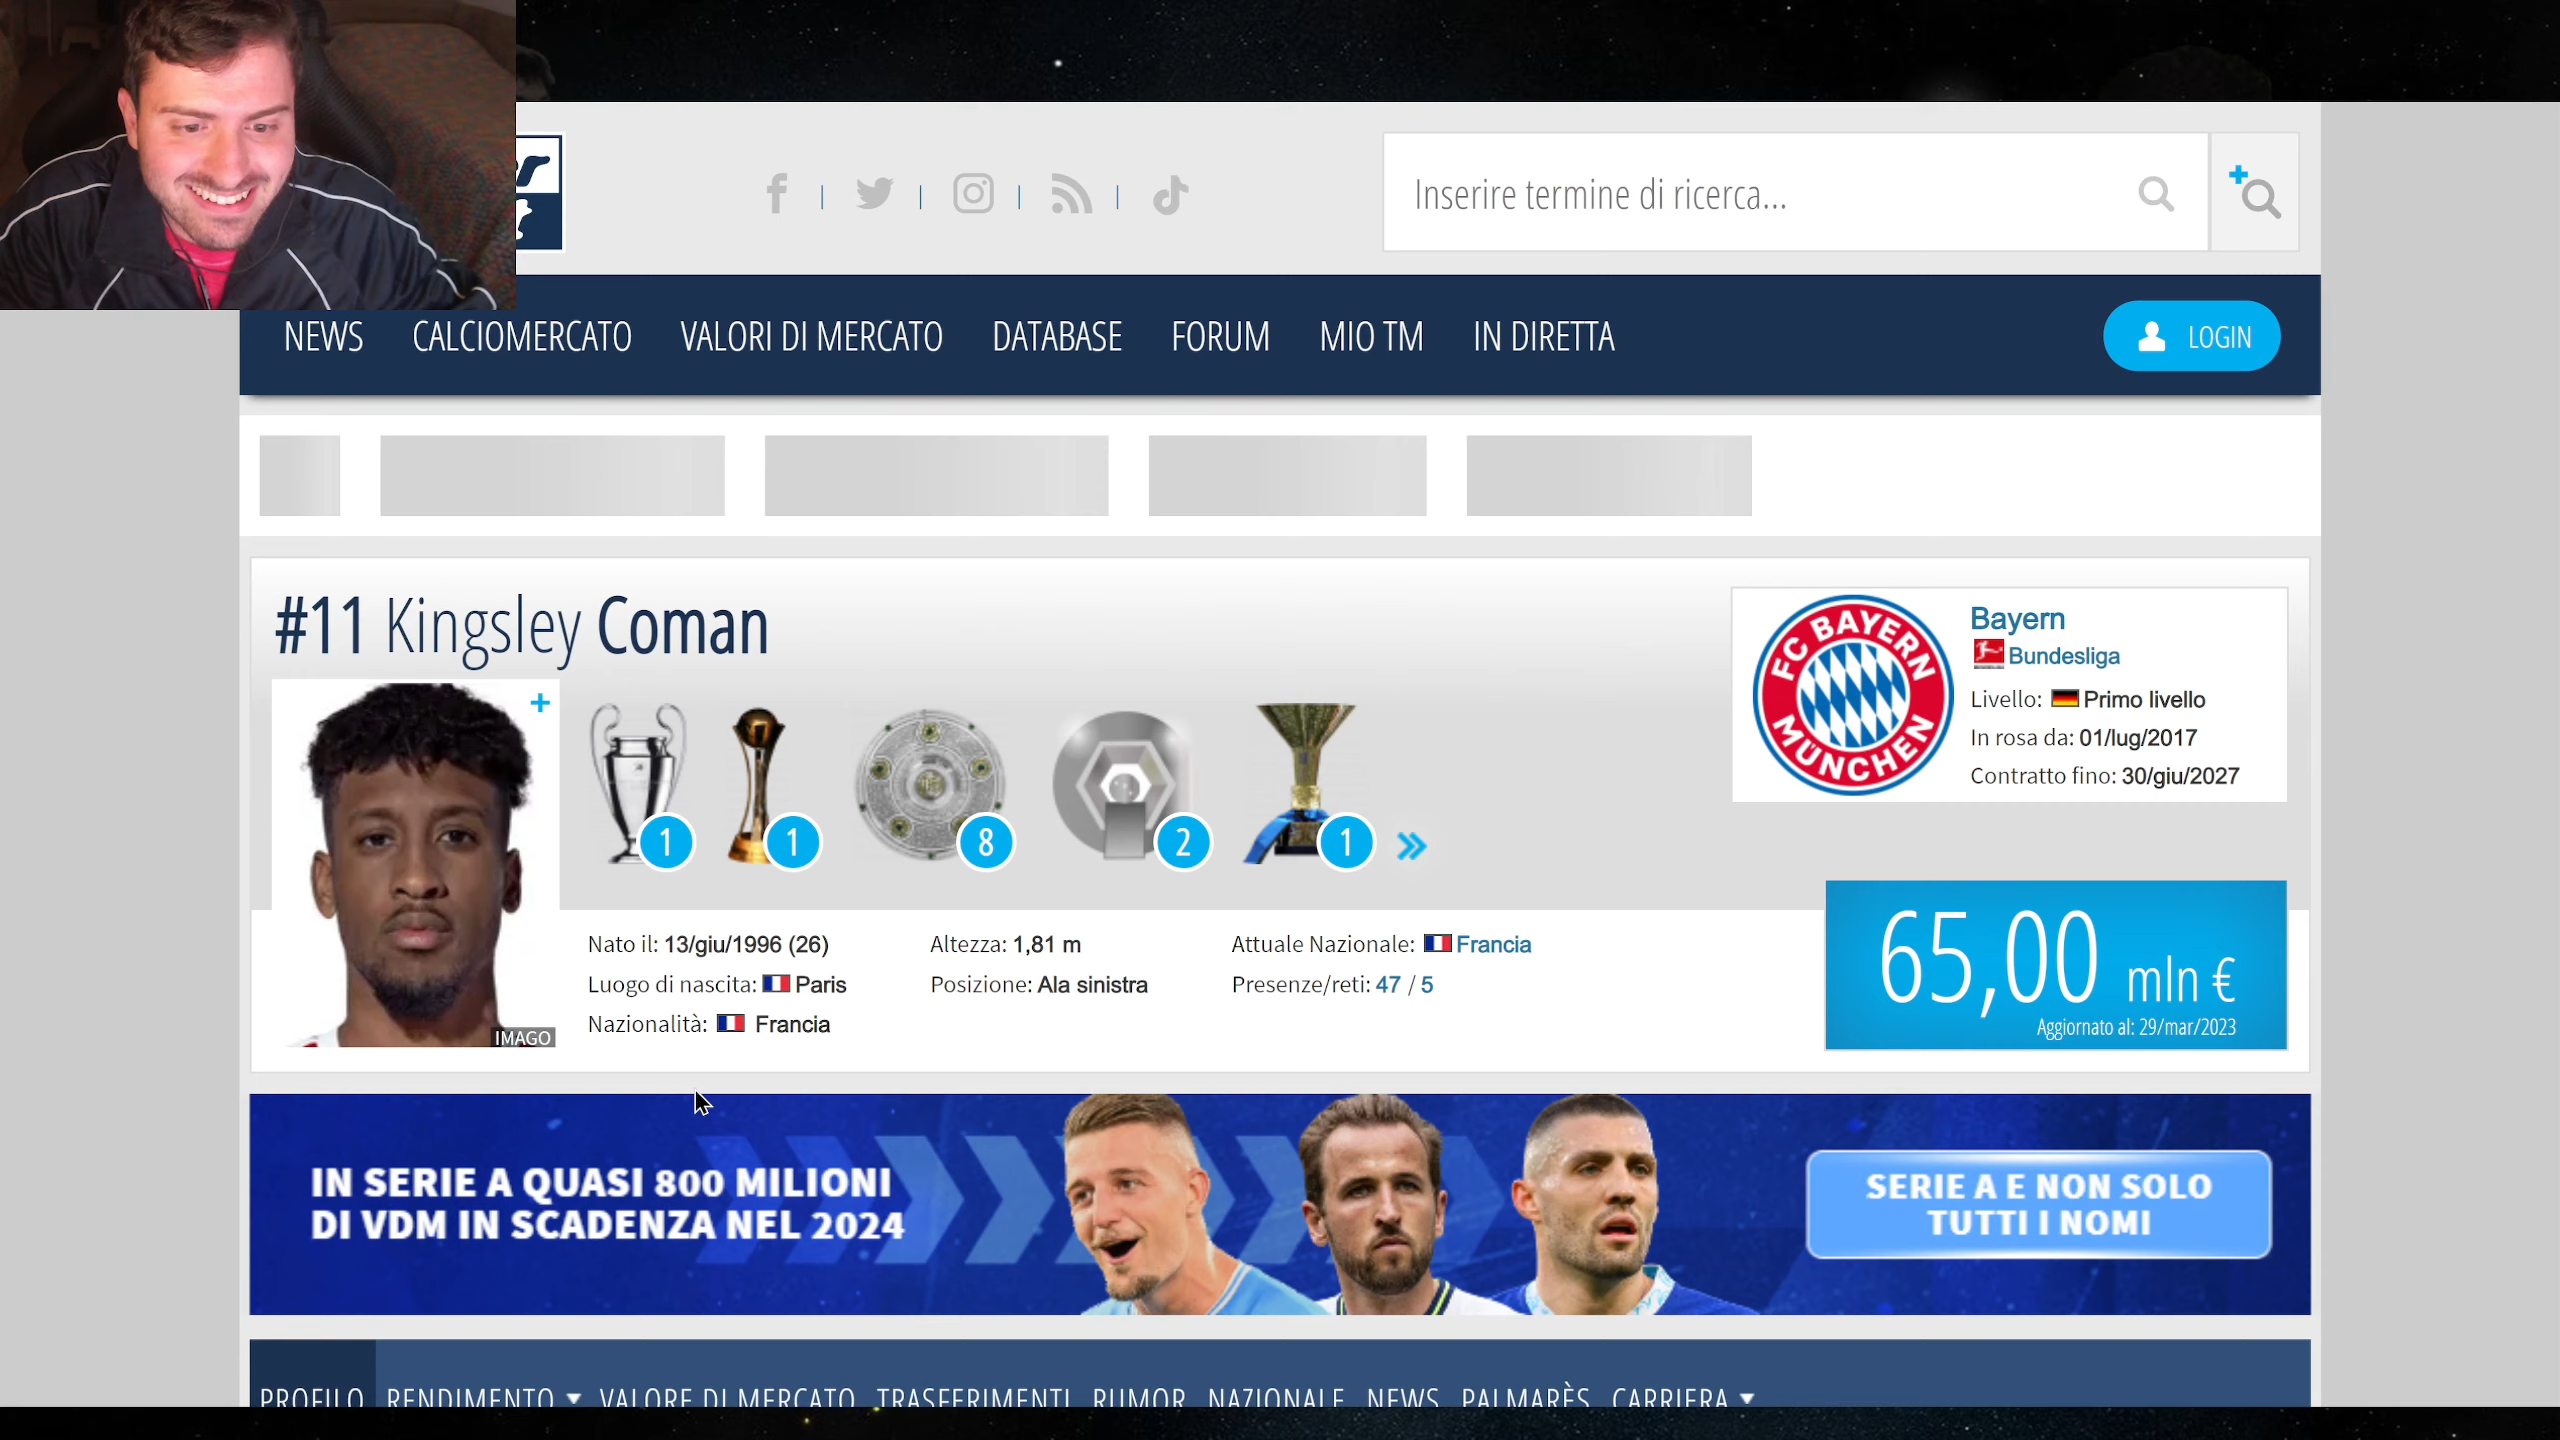 Inserire termine di ricerca...
NEWS CALCIOMERCATO VALORI DI MERCATO DATABASE FORUM MIO TM IN DIRETTA LOGIN
#11 Kingsley Coman
FC BAYERN MÜNCHEN
Bayern
Bundesliga
Livello: Primo livello
In rosa da: 01/lug/2017
Contratto fino: 30/giu/2027
1 1 8 2 1
IMAGO
Nato il: 13/giu/1996 (26)
Luogo di nascita: Paris
Nazionalità: Francia
Altezza: 1,81 m
Posizione: Ala sinistra
Attuale Nazionale: Francia
Presenze/reti: 47 / 5
65,00 mln €
Aggiornato al: 29/mar/2023
IN SERIE A QUASI 800 MILIONI
DI VDM IN SCADENZA NEL 2024
SERIE A E NON SOLO
TUTTI I NOMI
PROFILO RENDIMENTO VALORE DI MERCATO TRASFERIMENTI RUMOR NAZIONALE NEWS PALMARÈS CARRIERA